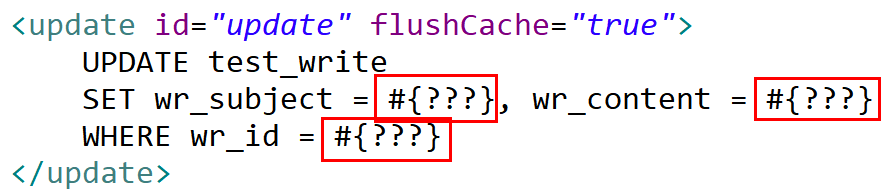 <update id="update" flushCache="true">
UPDATE test_write
SET wr_subject = #{???}, wr_content = #{???}
WHERE wr_id = #{???}
</update>